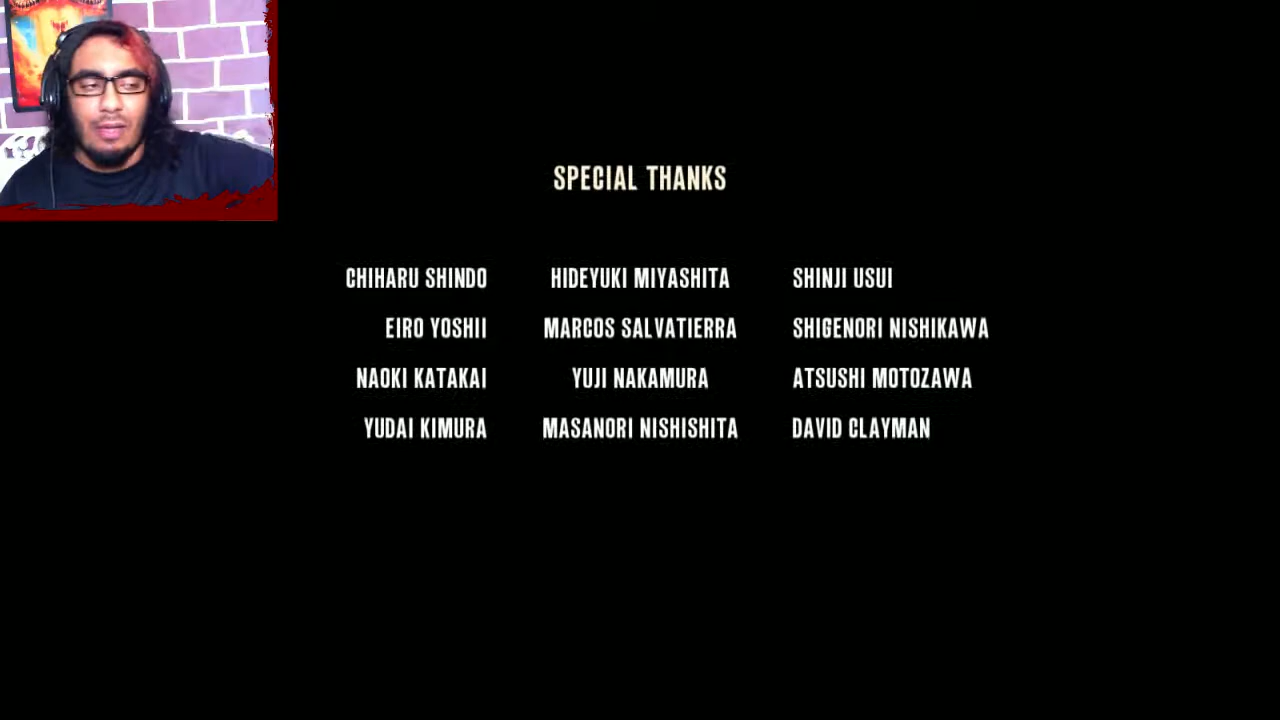 SPECIAL THANKS
CHIHARU SHINDO HIDEYUKI MIYASHITA SHINJI USUI
EIRO YOSHII MARCOS SALVATIERRA SHIGENORI NISHIKAWA
NAOKI KATAKAI YUJI NAKAMURA ATSUSHI MOTOZAWA
YUDAI KIMURA MASANORI NISHISHITA DAVID CLAYMAN